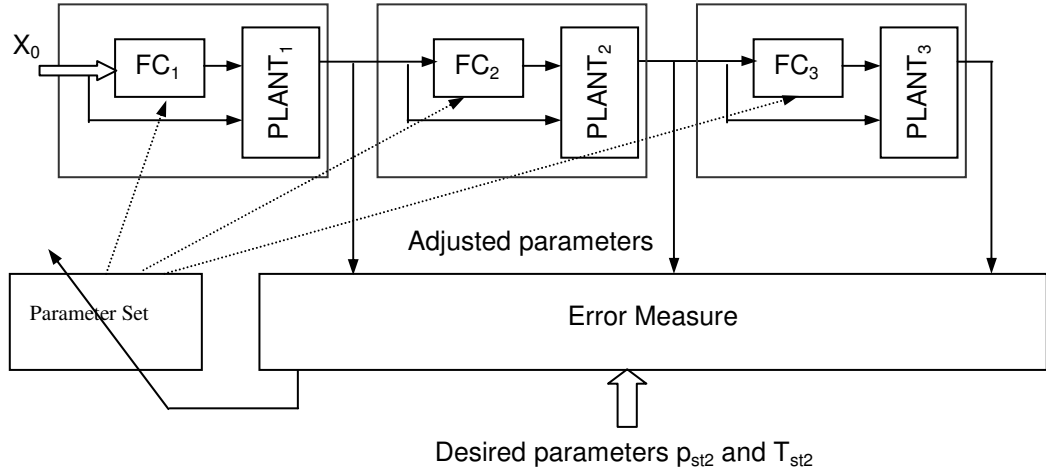 X₀
FC₁
PLANT₁
FC₂
PLANT₂
FC₃
PLANT₃
Adjusted parameters
Parameter Set
Error Measure
Desired parameters pst2 and Tst2